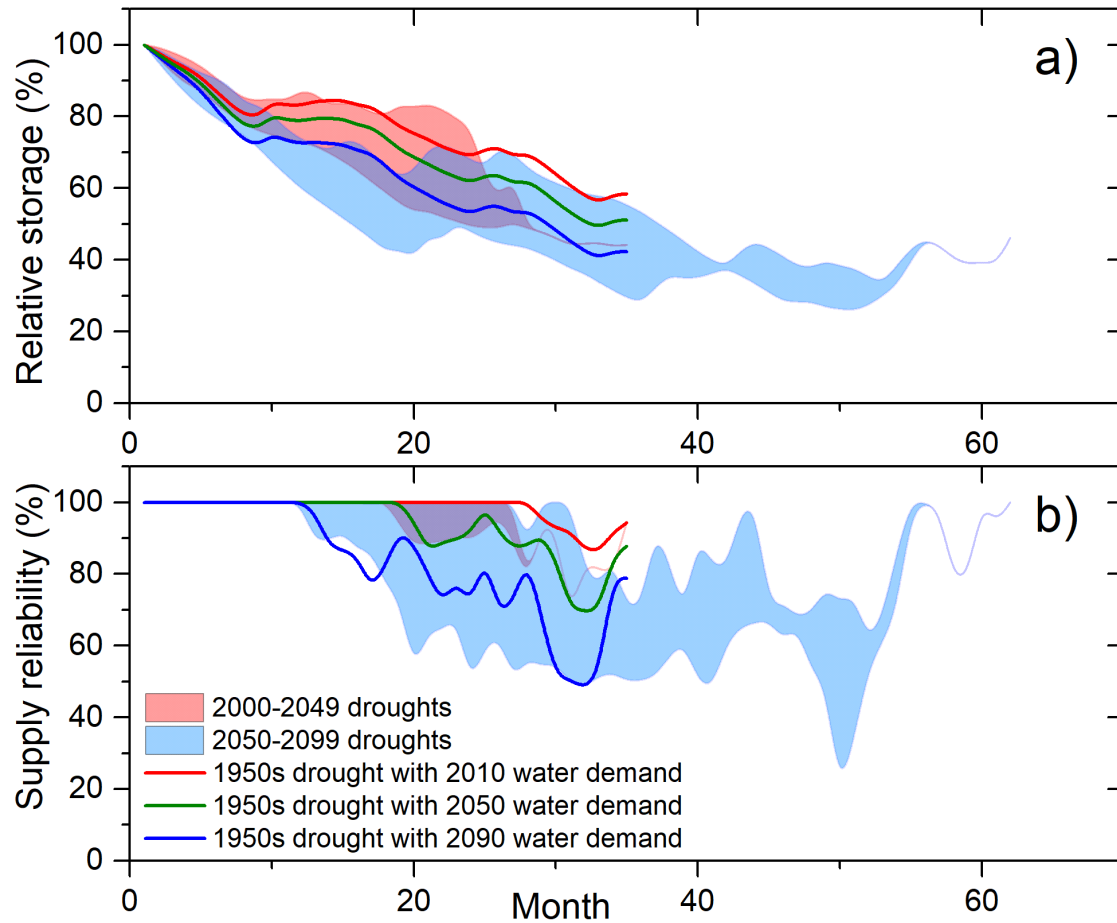 a)
Relative storage (%)
100
80
60
40
20
0
0
20
40
60
b)
Supply reliability (%)
100
80
60
40
20
0
2000-2049 droughts
2050-2099 droughts
1950s drought with 2010 water demand
1950s drought with 2050 water demand
1950s drought with 2090 water demand
0
20
40
60
Month